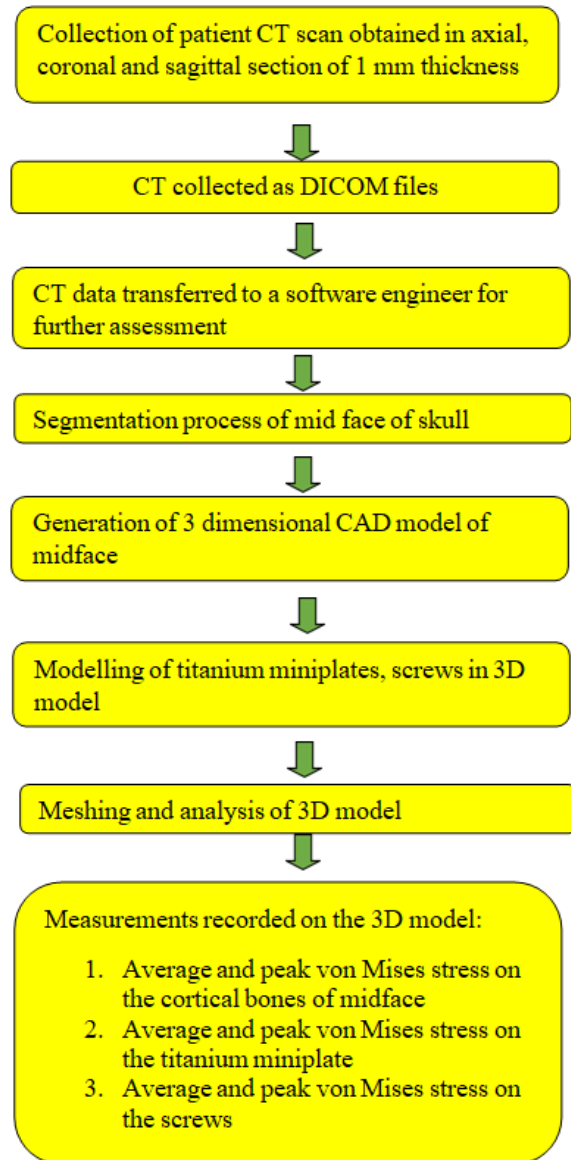 Collection of patient CT scan obtained in axial,
coronal and sagittal section of 1 mm thickness
CT collected as DICOM files
CT data transferred to a software engineer for
further assessment
Segmentation process of mid face of skull
Generation of 3 dimensional CAD model of
midface
Modelling of titanium miniplates, screws in 3D
model
Meshing and analysis of 3D model
Measurements recorded on the 3D model:
1. Average and peak von Mises stress on
the cortical bones of midface
2. Average and peak von Mises stress on
the titanium miniplate
3. Average and peak von Mises stress on
the screws